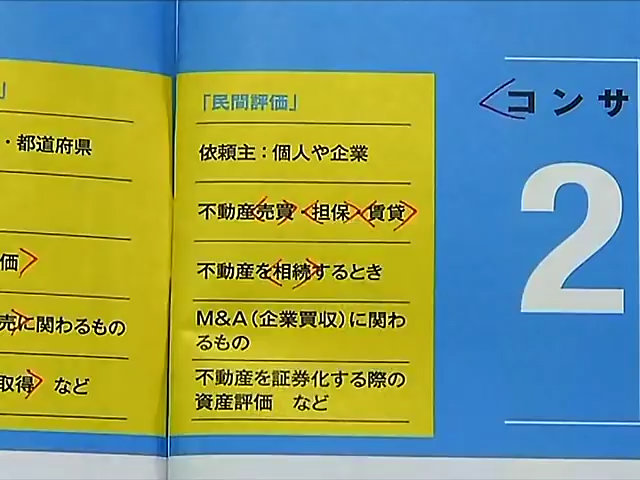 」
・都道府県
価
売に関わるもの
取得 など
「民間評価」
依頼主：個人や企業
不動産売買・担保・賃貸
不動産を相続するとき
M&A（企業買収）に関わ
るもの
不動産を証券化する際の
資産評価 など
コンサ
2